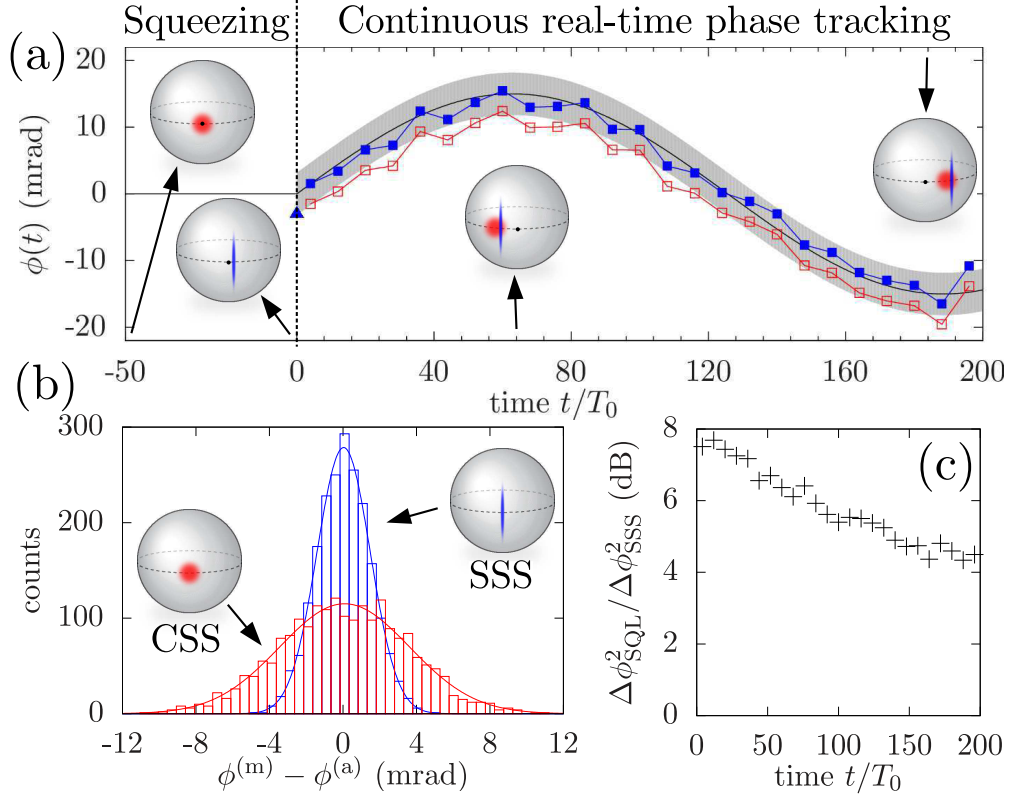 Squeezing Continuous real-time phase tracking
(a)
20
10
0
-10
-20
ϕ(t) (mrad)
-50 0 40 80 120 160 200
time t/T₀
(b)
300
200
100
0
counts
CSS
SSS
-12 -8 -4 0 4 8 12
ϕ⁽ᵐ⁾ − ϕ⁽ᵃ⁾ (mrad)
(c)
8
6
4
2
0
Δϕ²_SQL/Δϕ²_SSS (dB)
0 50 100 150 200
time t/T₀